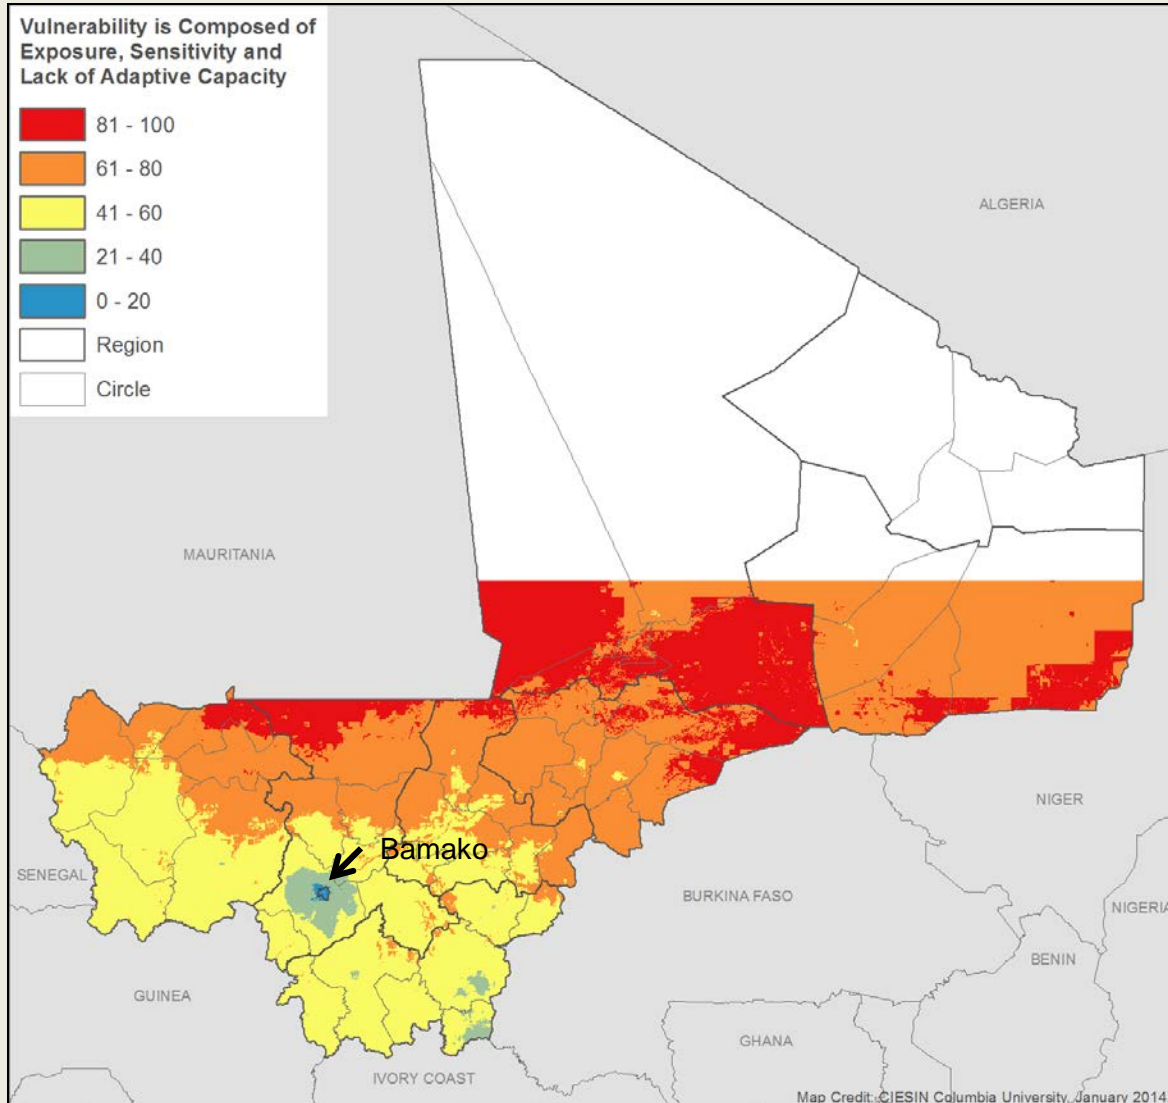 Vulnerability is Composed of
Exposure, Sensitivity and
Lack of Adaptive Capacity
81 - 100
61 - 80
41 - 60
21 - 40
0 - 20
Region
Circle
ALGERIA
MAURITANIA
NIGER
Bamako
SENEGAL
BURKINA FASO
NIGERIA
BENIN
GUINEA
GHANA
IVORY COAST
Map Credit: CIESIN Columbia University, January 2014